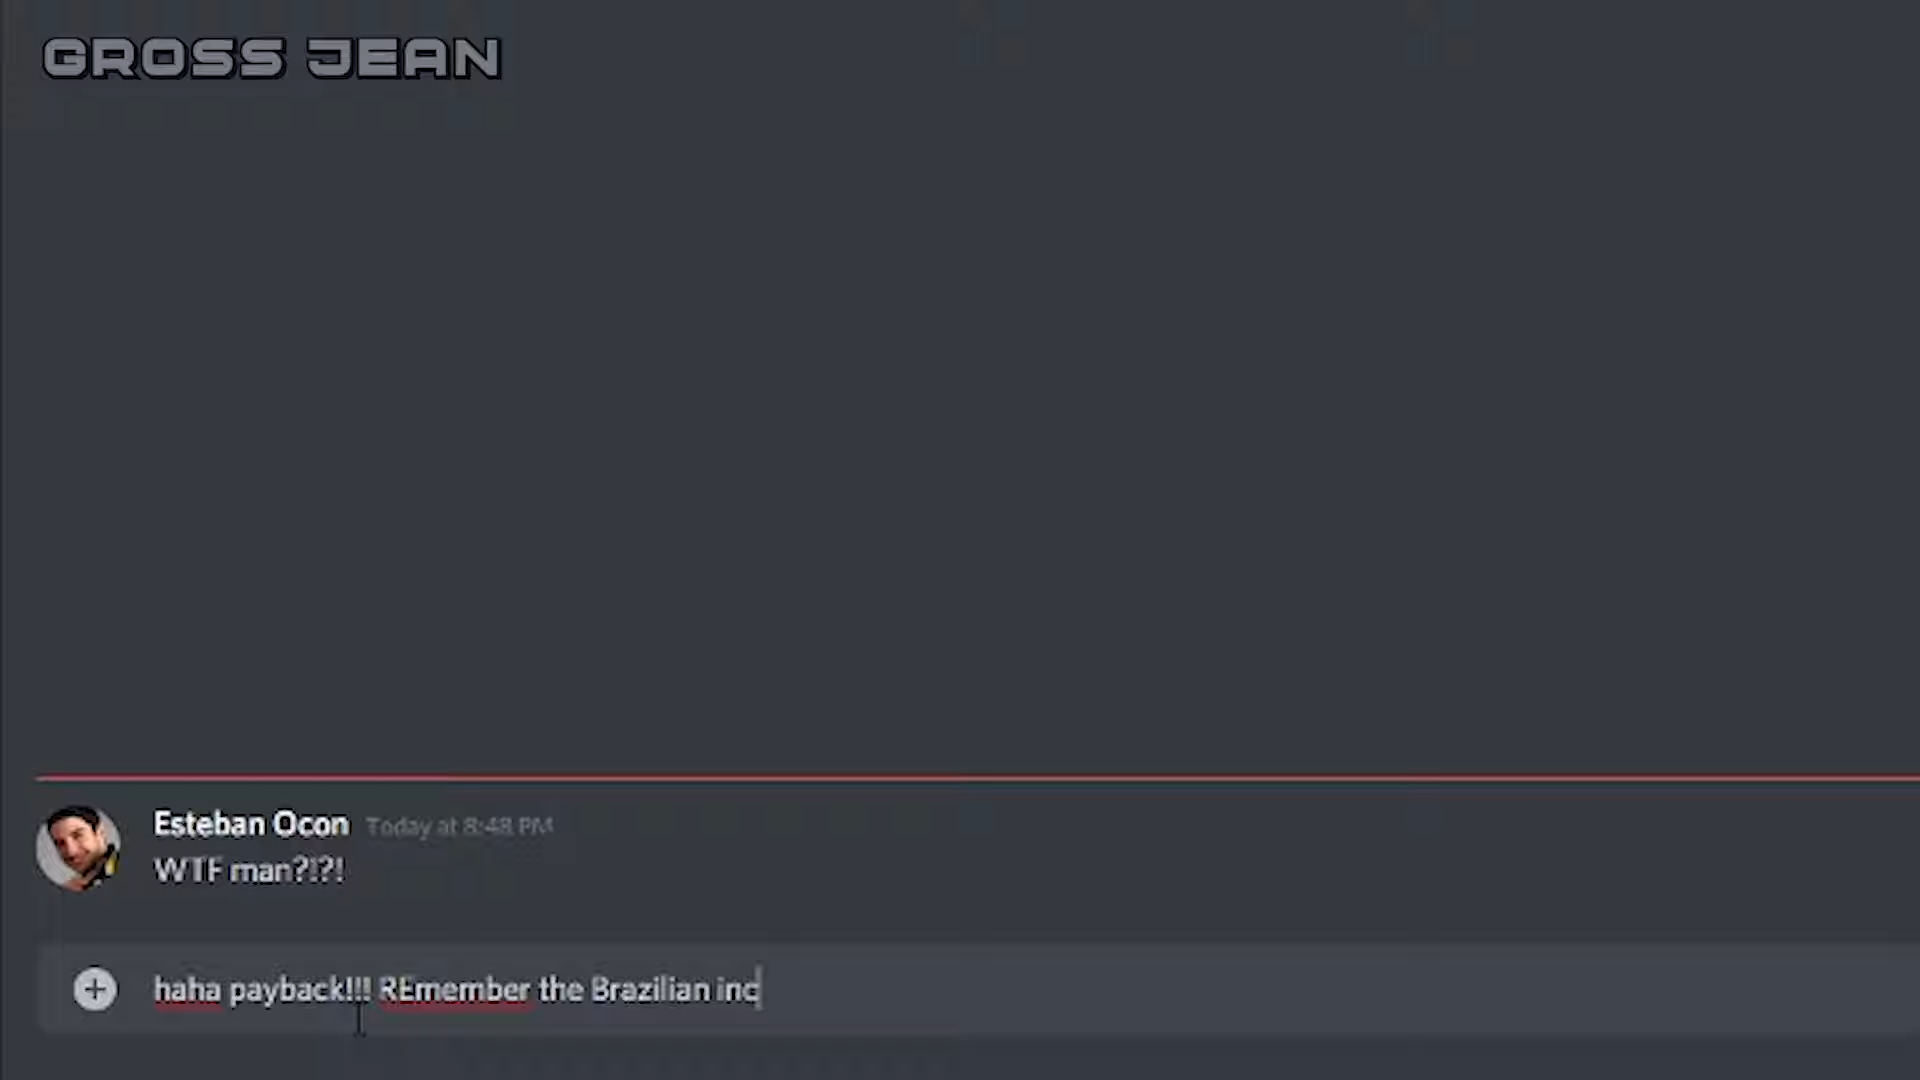 GROSS JEAN
Esteban Ocon Today at 8:48 PM
WTF man?!?!
haha payback!!! REmember the Brazilian inc